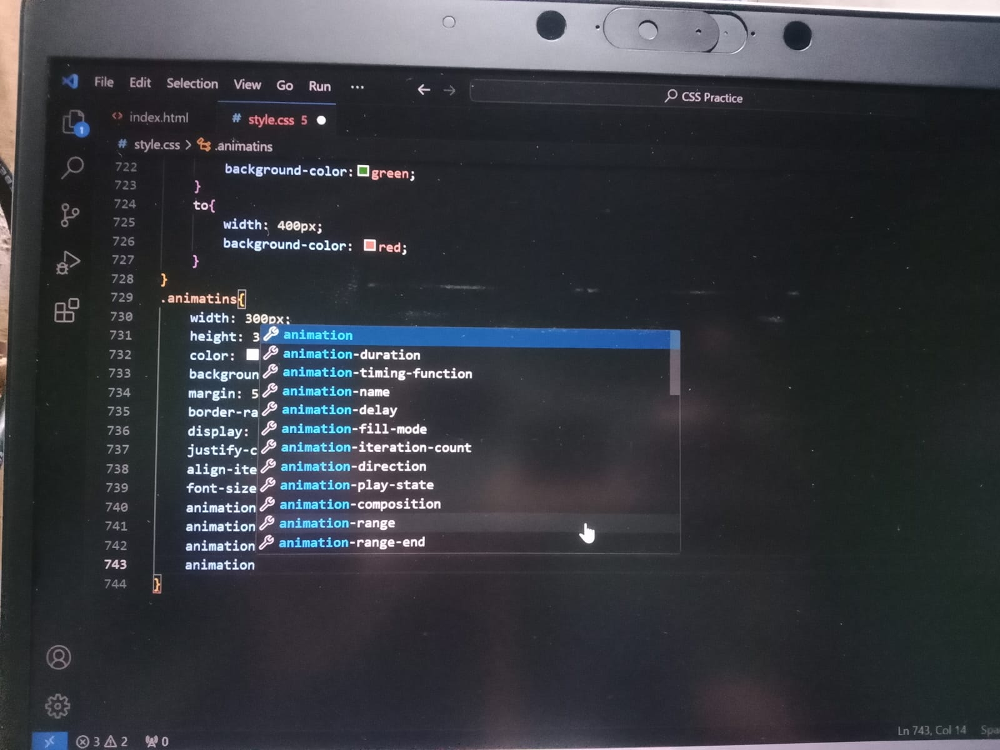 File Edit Selection View Go Run ...
CSS Practice
index.html
# style.css 5
# style.css > .animatins
1
722 background-color: green;
723 }
724 to{
725 width: 400px;
726 background-color: red;
727 }
728 }
729 .animatins{
730 width: 300px;
731 height: 3
732 color:
733 backgroun
734 margin: 5
735 border-ra
736 display:
737 justify-c
738 align-ite
739 font-size
740 animation
741 animation
742 animation
743 animation
744 }
animation
animation-duration
animation-timing-function
animation-name
animation-delay
animation-fill-mode
animation-iteration-count
animation-direction
animation-play-state
animation-composition
animation-range
animation-range-end
3 2 0
Ln 743, Col 14 Spa